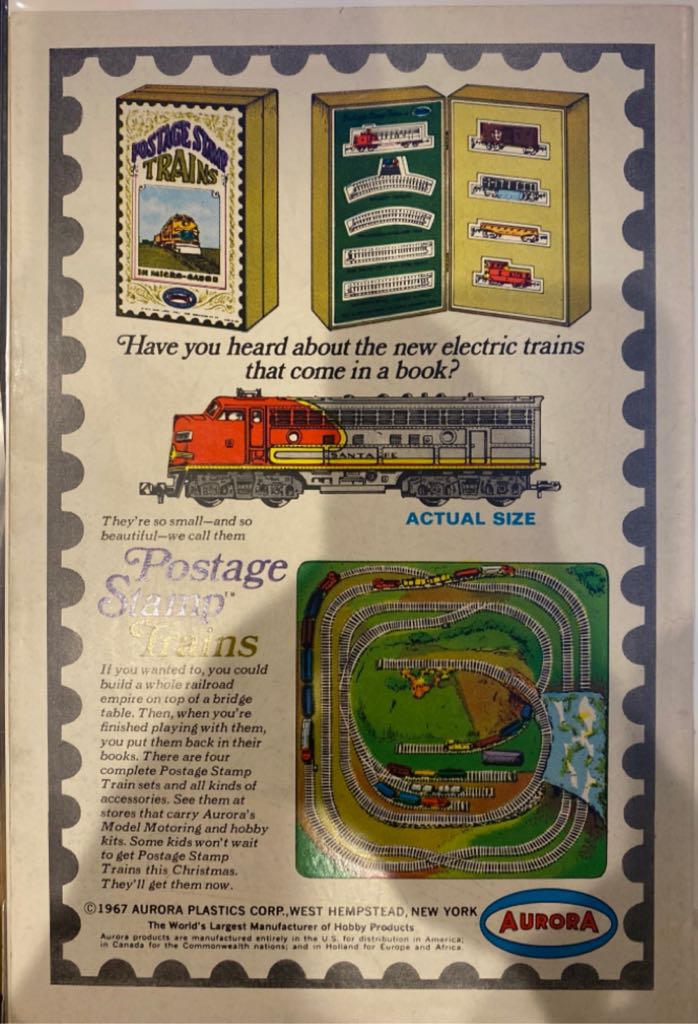 POSTAGE STAMP
TRAINS
IN MICRO-GAUGE
Have you heard about the new electric trains
that come in a book?
SANTA FE
They're so small—and so
beautiful—we call them
ACTUAL SIZE
Postage
Stamp™
Trains
If you wanted to, you could
build a whole railroad
empire on top of a bridge
table. Then, when you're
finished playing with them,
you put them back in their
books. There are four
complete Postage Stamp
Train sets and all kinds of
accessories. See them at
stores that carry Aurora's
Model Motoring and hobby
kits. Some kids won't wait
to get Postage Stamp
Trains this Christmas.
They'll get them now.
©1967 AURORA PLASTICS CORP., WEST HEMPSTEAD, NEW YORK
The World's Largest Manufacturer of Hobby Products
Aurora products are manufactured entirely in the U.S. for distribution in America;
in Canada for the Commonwealth nations; and in Holland for Europe and Africa.
AURORA